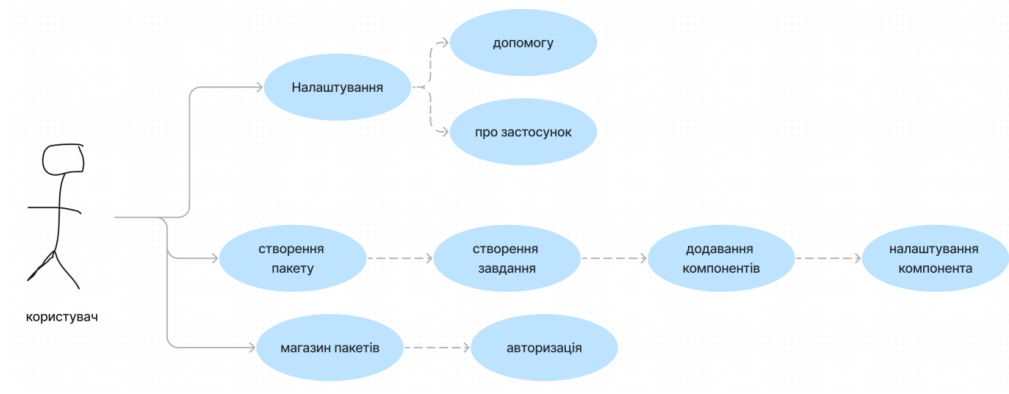 допомогу
Налаштування
про застосунок
створення
пакету
створення
завдання
додавання
компонентів
налаштування
компонента
користувач
магазин пакетів
авторизація